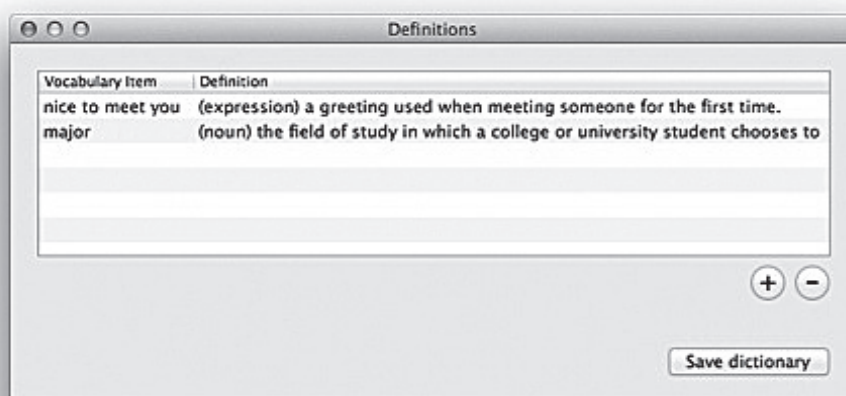 Definitions
Vocabulary Item Definition
nice to meet you (expression) a greeting used when meeting someone for the first time.
major (noun) the field of study in which a college or university student chooses to
+ -
Save dictionary